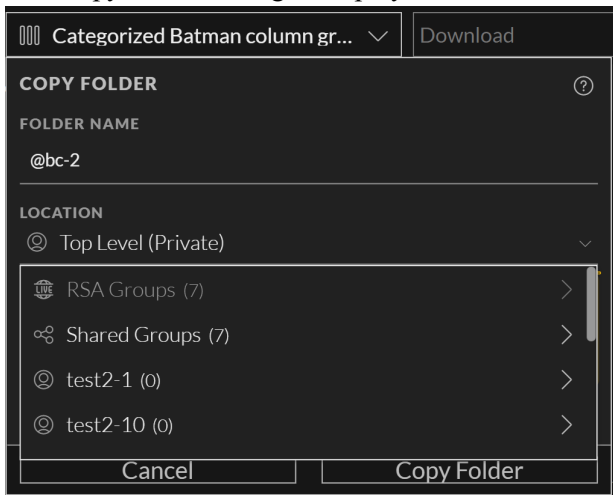 Categorized Batman column gr...
Download
COPY FOLDER
FOLDER NAME
@bc-2
LOCATION
Top Level (Private)
LIVE RSA Groups (7)
Shared Groups (7)
test2-1 (0)
test2-10 (0)
Cancel
Copy Folder